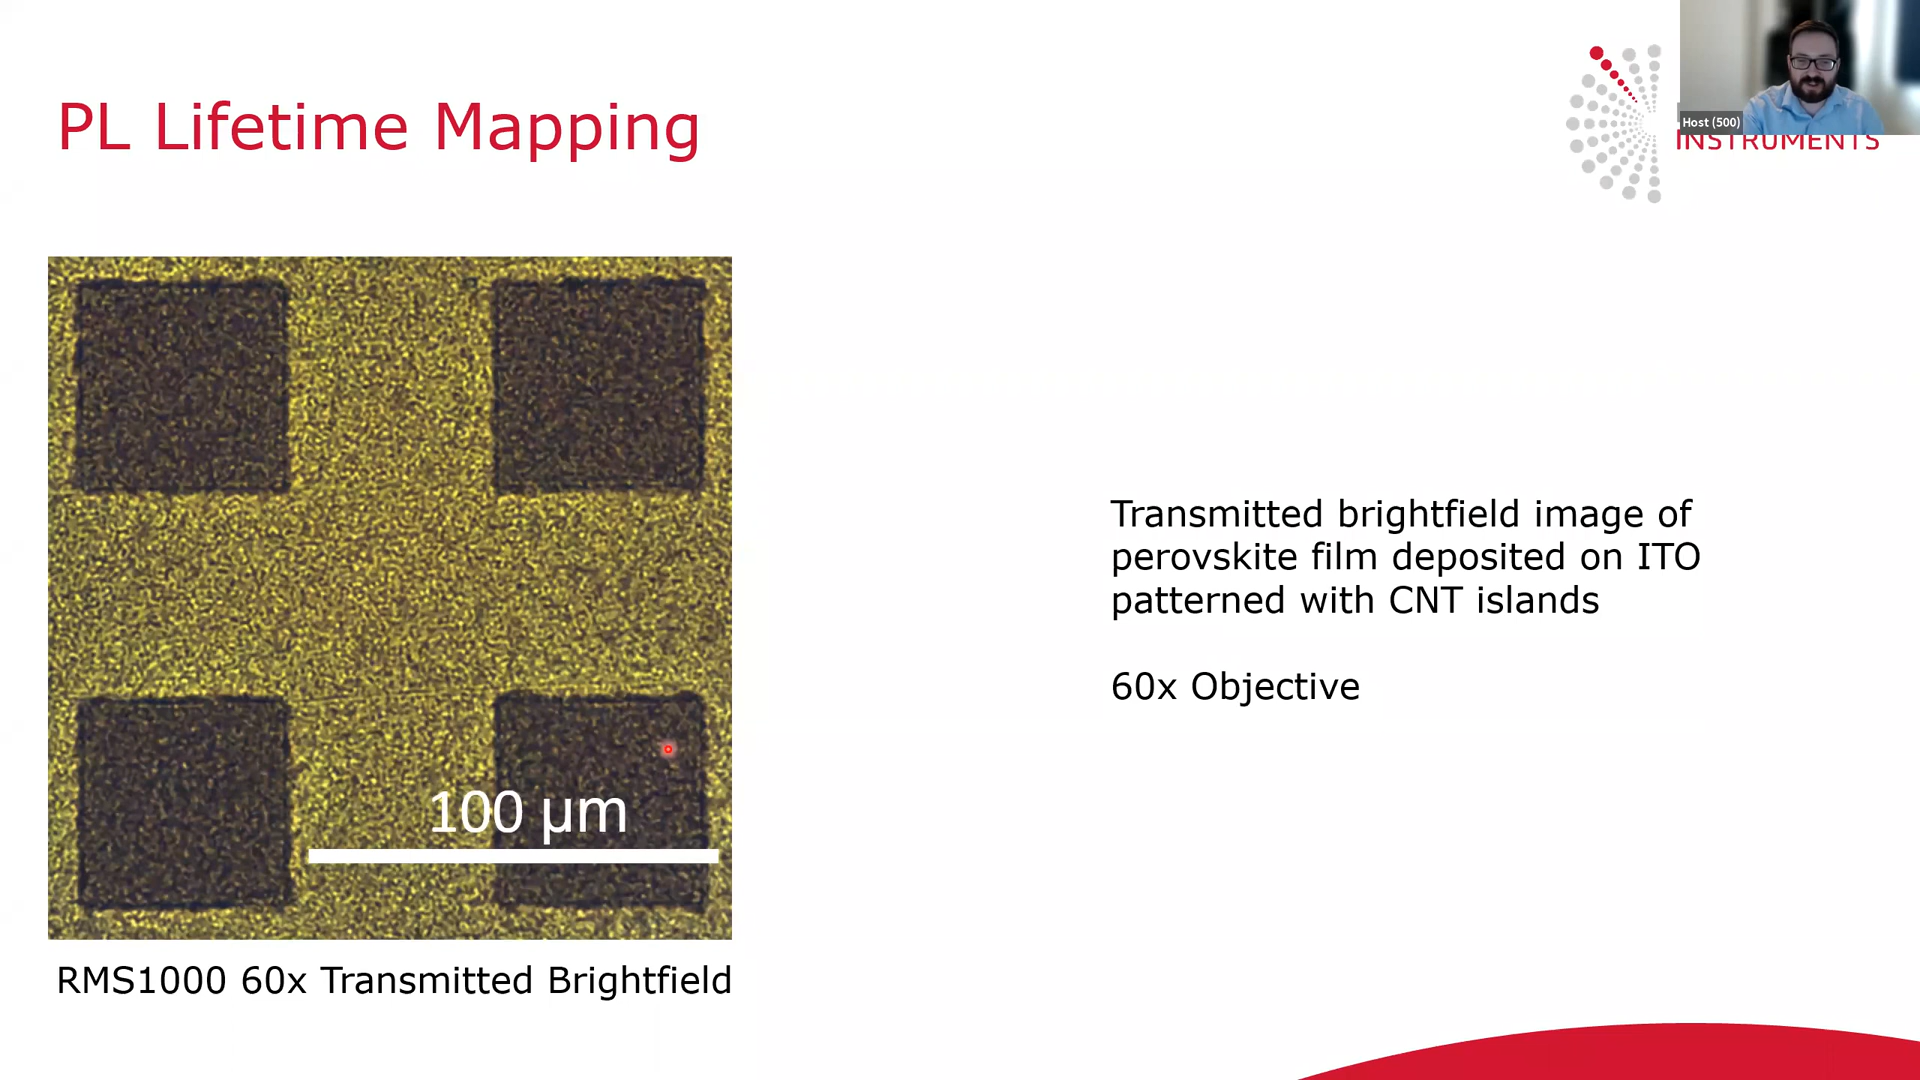 PL Lifetime Mapping
Host (500)
INSTRUMENTS
100 µm
Transmitted brightfield image of
perovskite film deposited on ITO
patterned with CNT islands
60x Objective
RMS1000 60x Transmitted Brightfield